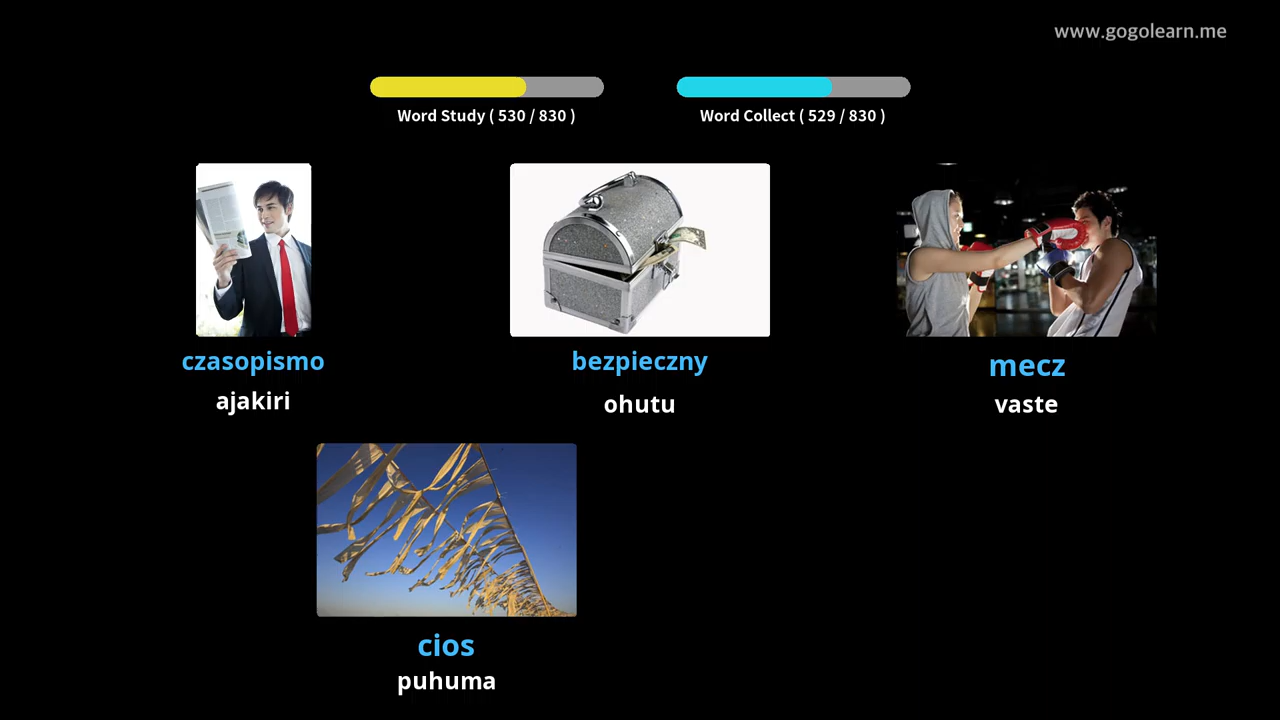 www.gogolearn.me
Word Study ( 530 / 830 )
Word Collect ( 529 / 830 )
czasopismo
ajakiri
bezpieczny
ohutu
mecz
vaste
cios
puhuma